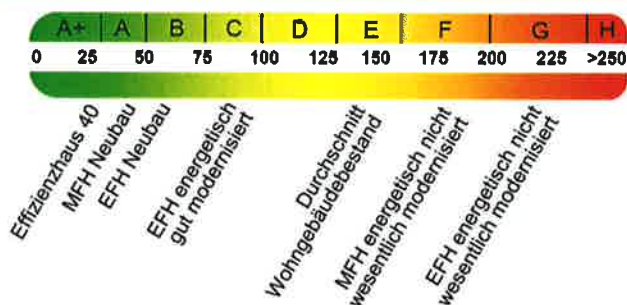 A+ A B C D E F G H
0 25 50 75 100 125 150 175 200 225 >250
Effizienzhaus 40
MFH Neubau
EFH Neubau
EFH energetisch
gut modernisiert
Durchschnitt
Wohngebäudebestand
MFH energetisch nicht
wesentlich modernisiert
EFH energetisch nicht
wesentlich modernisiert